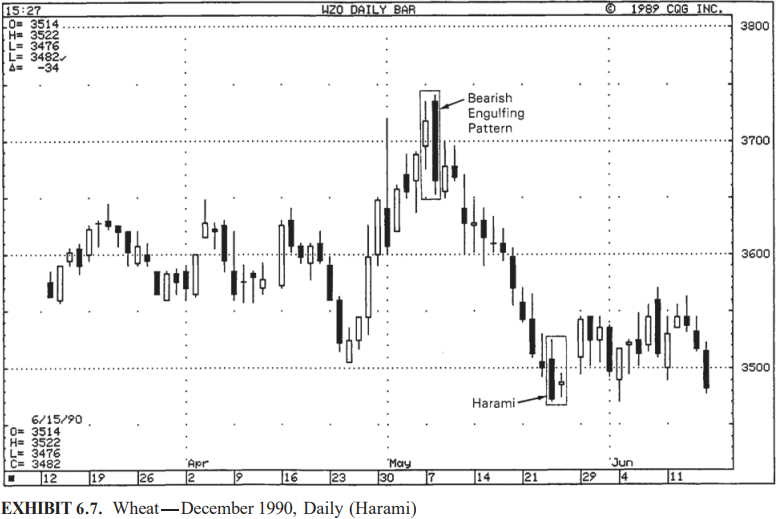 15:27
WZO DAILY BAR
© 1989 CQG INC.
O= 3514
H= 3522
L= 3476
L= 3482✓
Δ= -34
3800
3700
3600
3500
Bearish
Engulfing
Pattern
Harami
6/15/90
O= 3514
H= 3522
L= 3476
C= 3482
Apr
May
Jun
12
19
26
2
9
16
23
30
7
14
21
29
4
11
EXHIBIT 6.7. Wheat—December 1990, Daily (Harami)